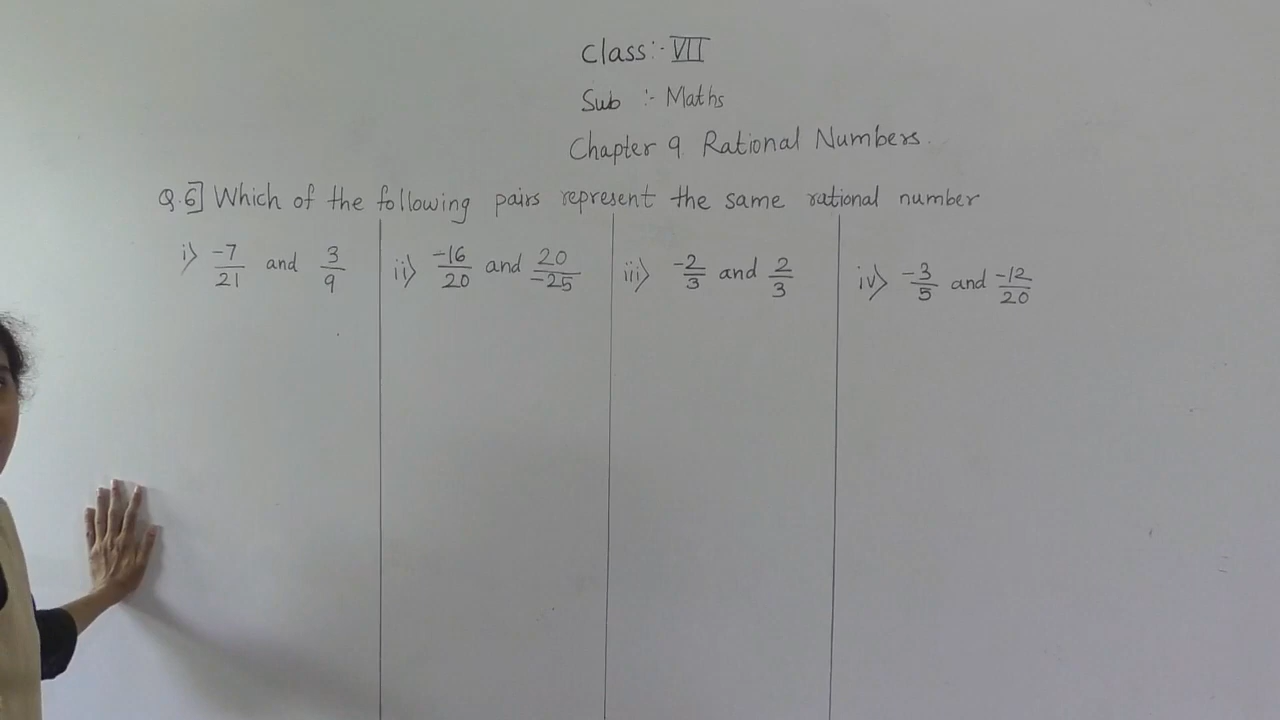 Class:- VII
Sub :- Maths
Chapter 9 Rational Numbers.
Q.6] Which of the following pairs represent the same rational number
i) -7/21 and 3/9 ii) -16/20 and 20/-25 iii) -2/3 and 2/3 iv) -3/5 and -12/20